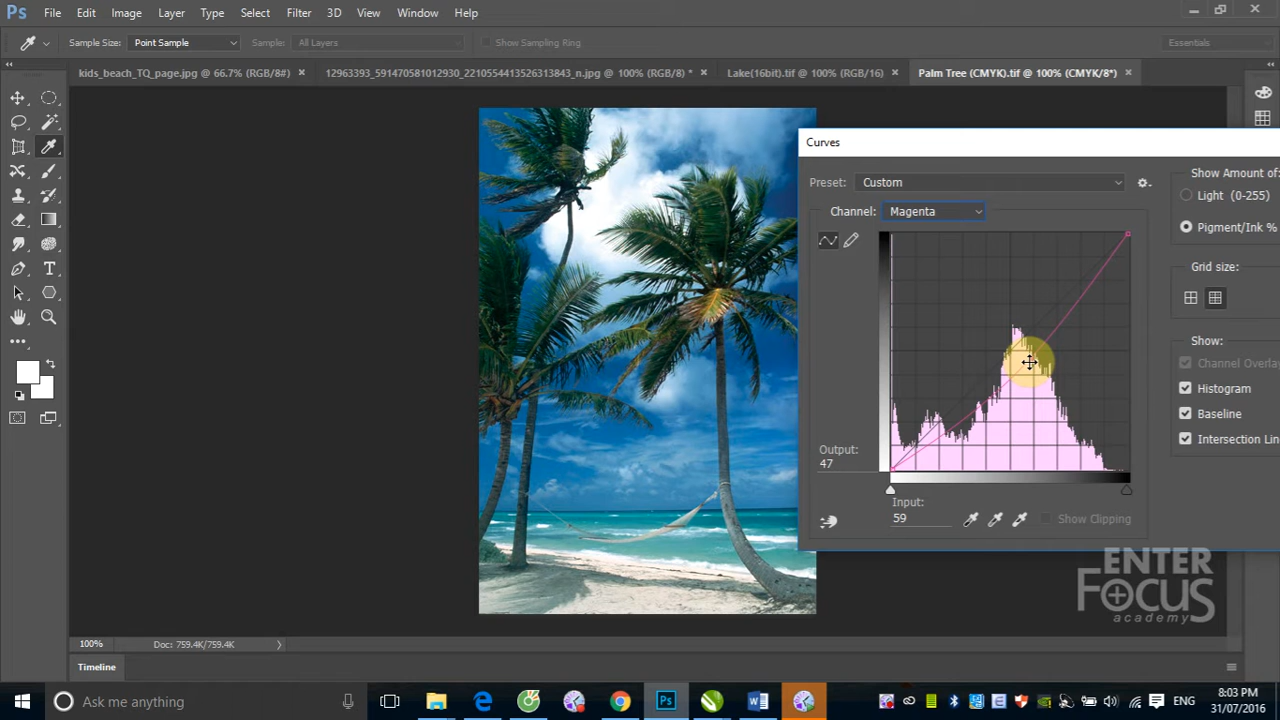 Ps File Edit Image Layer Type Select Filter 3D View Window Help
Sample Size: Point Sample Sample: All Layers Show Sampling Ring Essentials
kids_beach_TQ_page.jpg @ 66.7% (RGB/8#) × 12963393_591470581012930_2210554413526313843_n.jpg @ 100% (RGB/8) * × Lake(16bit).tif @ 100% (RGB/16) × Palm Tree (CMYK).tif @ 100% (CMYK/8*) ×
Curves
Preset: Custom
Show Amount of:
Light (0-255)
Channel: Magenta
Pigment/Ink %
Grid size:
Show:
Channel Overlay
Histogram
Baseline
Intersection Lin
Output:
47
Input:
59
Show Clipping
ENTER
FOCUS
academy
100% Doc: 759.4K/759.4K
Timeline
Ask me anything
Ps
ENG
8:03 PM
31/07/2016